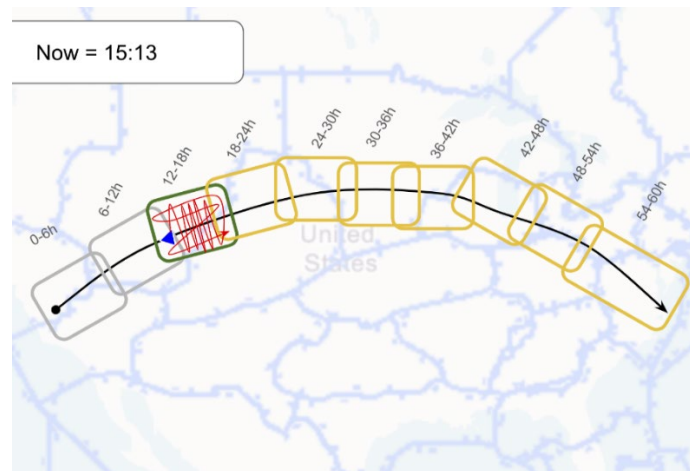 Now = 15:13
0-6h
6-12h
12-18h
18-24h
24-30h
30-36h
36-42h
42-48h
48-54h
54-60h
United
States